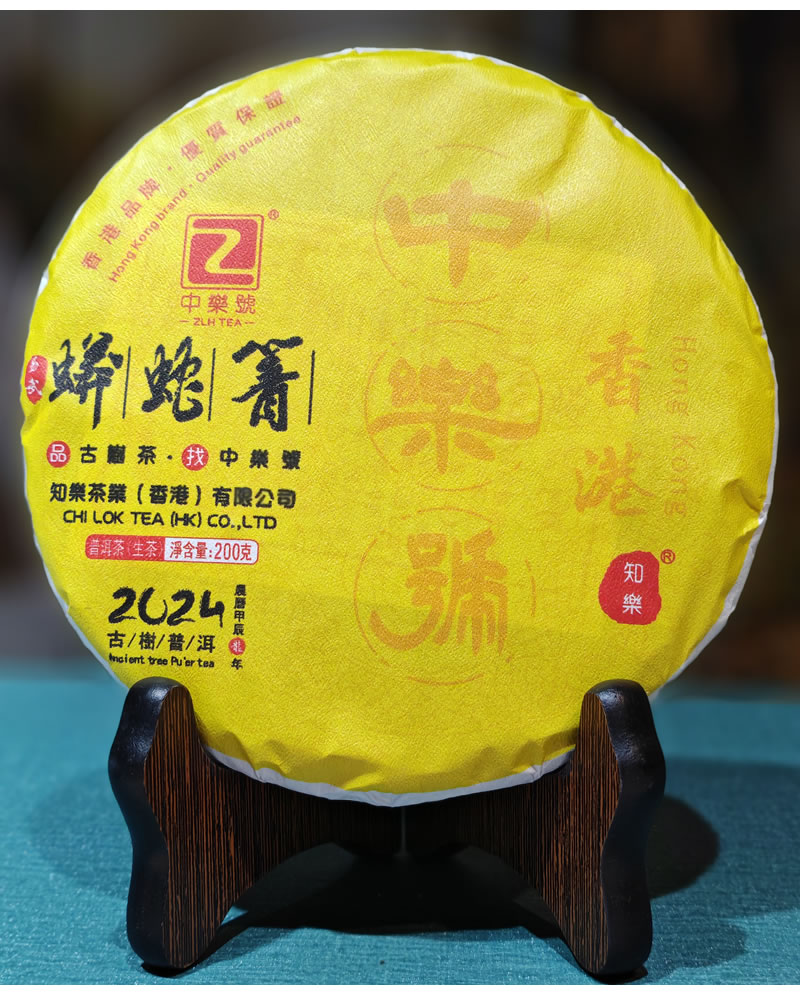 香港品牌·優質保證
Hong Kong brand · Quality guarantee
®
中樂號
ZLH TEA
蟒蛇箐
品古樹茶·找中樂號
知樂茶業(香港)有限公司
CHI LOK TEA (HK) CO.,LTD
普洱茶(生茶) 淨含量:200克
2024
古/樹/普/洱
Ancient tree Pu'er tea
農曆甲辰龍年
中樂號
香港
Hong Kong
知樂
®